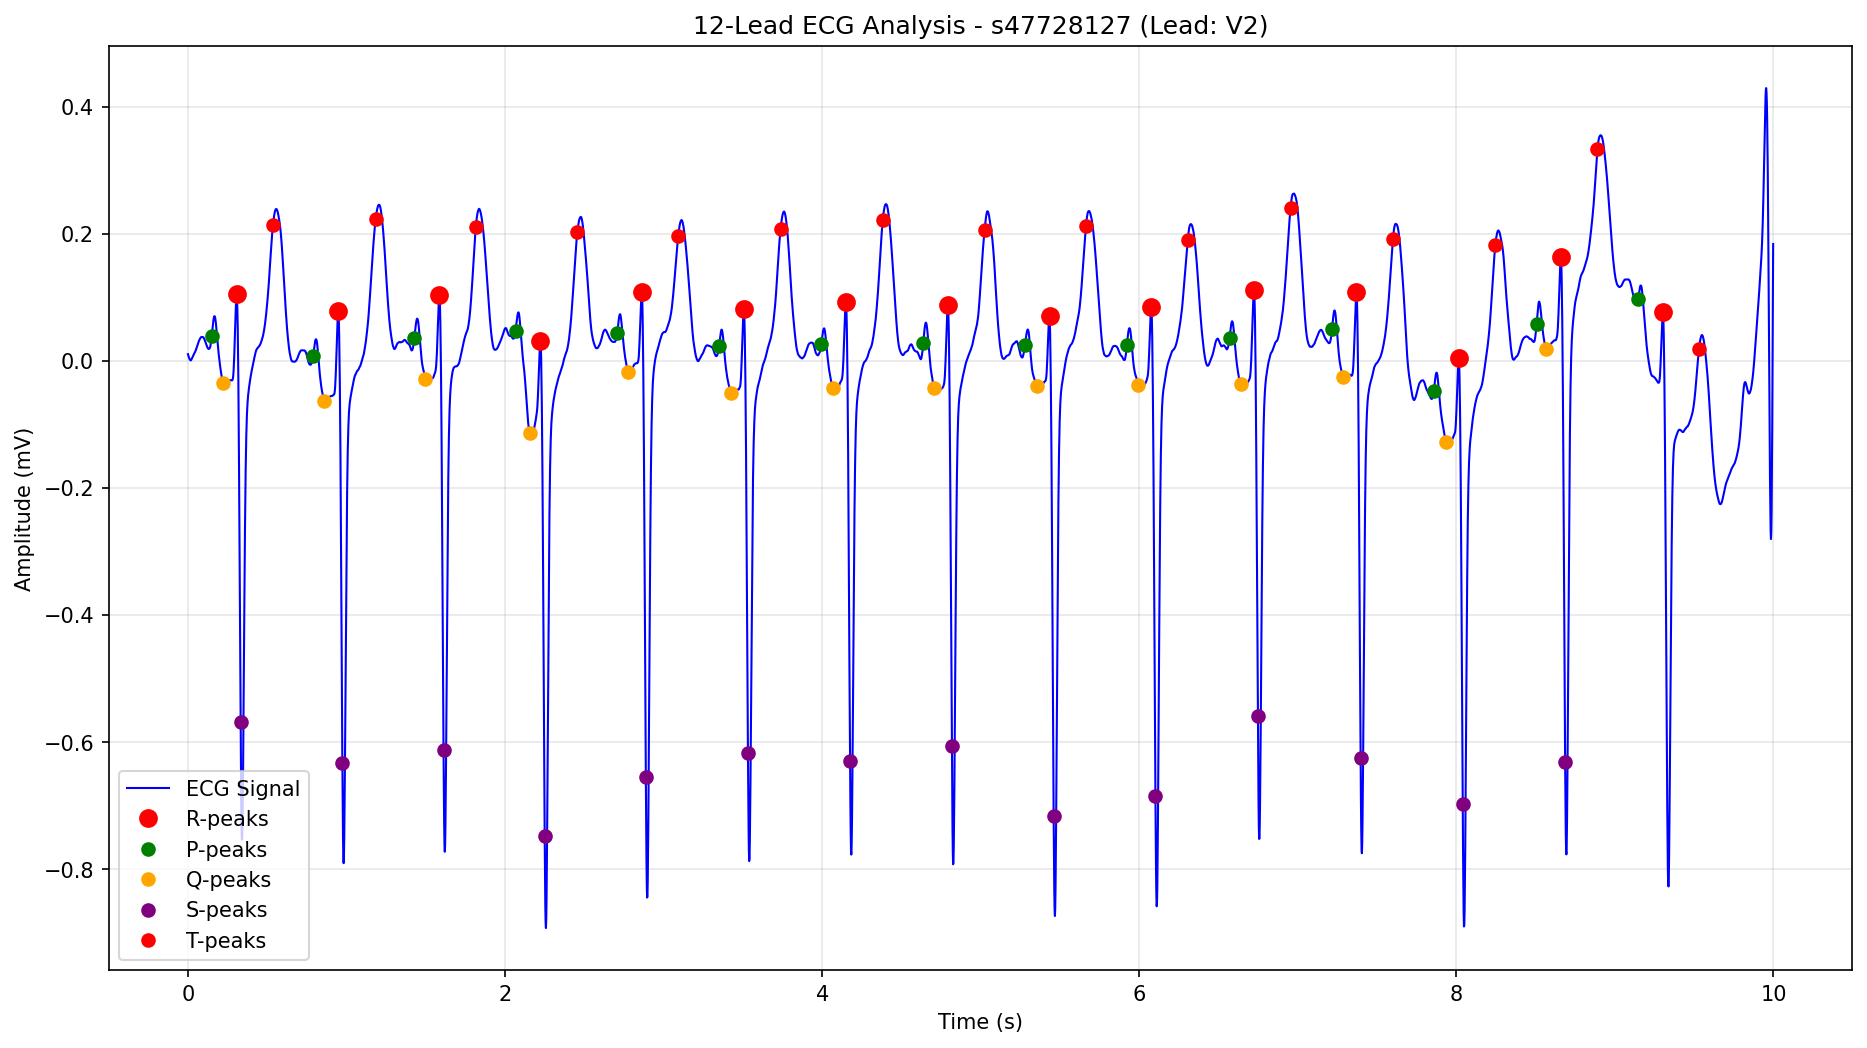 12-Lead ECG Analysis - s47728127 (Lead: V2)
Amplitude (mV)
0.4
0.2
0.0
−0.2
−0.4
−0.6
−0.8
ECG Signal
R-peaks
P-peaks
Q-peaks
S-peaks
T-peaks
0 2 4 6 8 10
Time (s)